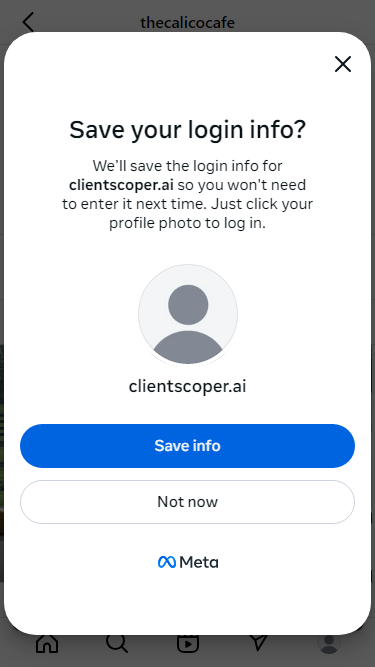 thecalicocafe
Save your login info?
We'll save the login info for
clientscoper.ai so you won't need
to enter it next time. Just click your
profile photo to log in.
clientscoper.ai
Save info
Not now
Meta